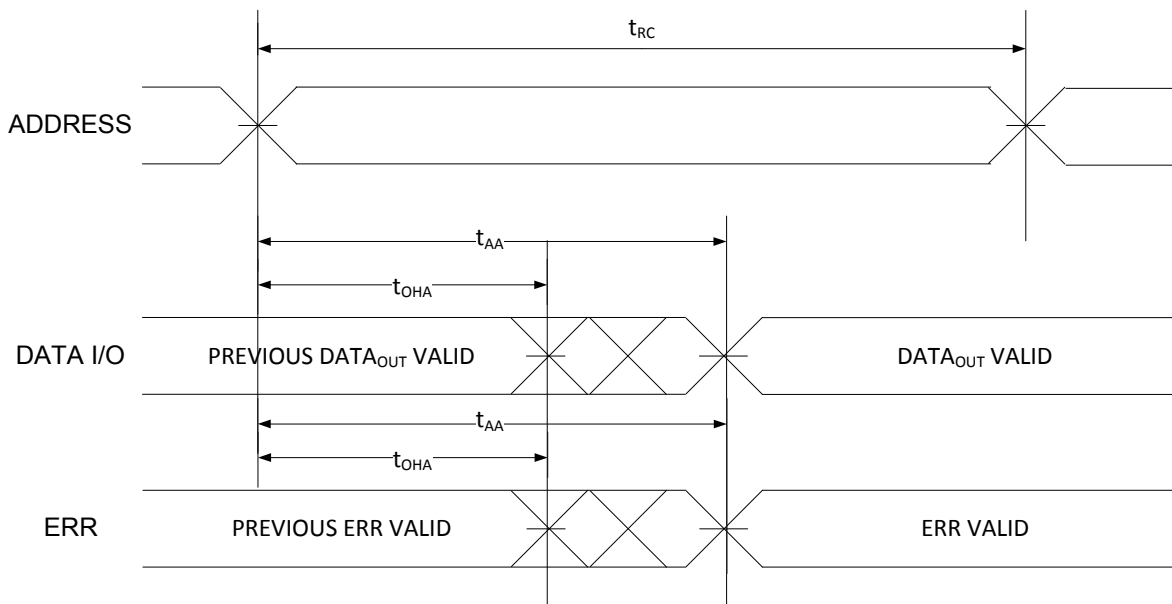 tRC
ADDRESS
tAA
tOHA
DATA I/O
PREVIOUS DATAOUT VALID
DATAOUT VALID
tAA
tOHA
ERR
PREVIOUS ERR VALID
ERR VALID